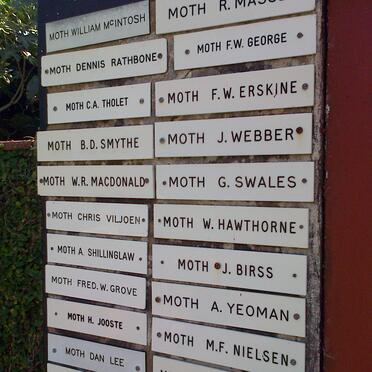 MOTH WILLIAM McINTOSH
MOTH DENNIS RATHBONE
MOTH C.A. THOLET
MOTH B.D. SMYTHE
MOTH W.R. MACDONALD
MOTH CHRIS VILJOEN
MOTH A. SHILLINGLAW
MOTH FRED. W. GROVE
MOTH H. JOOSTE
MOTH DAN LEE
MOTH R.
MOTH F.W. GEORGE
MOTH F.W. ERSKINE
MOTH J. WEBBER
MOTH G. SWALES
MOTH W. HAWTHORNE
MOTH J. BIRSS
MOTH A. YEOMAN
MOTH M.F. NIELSEN